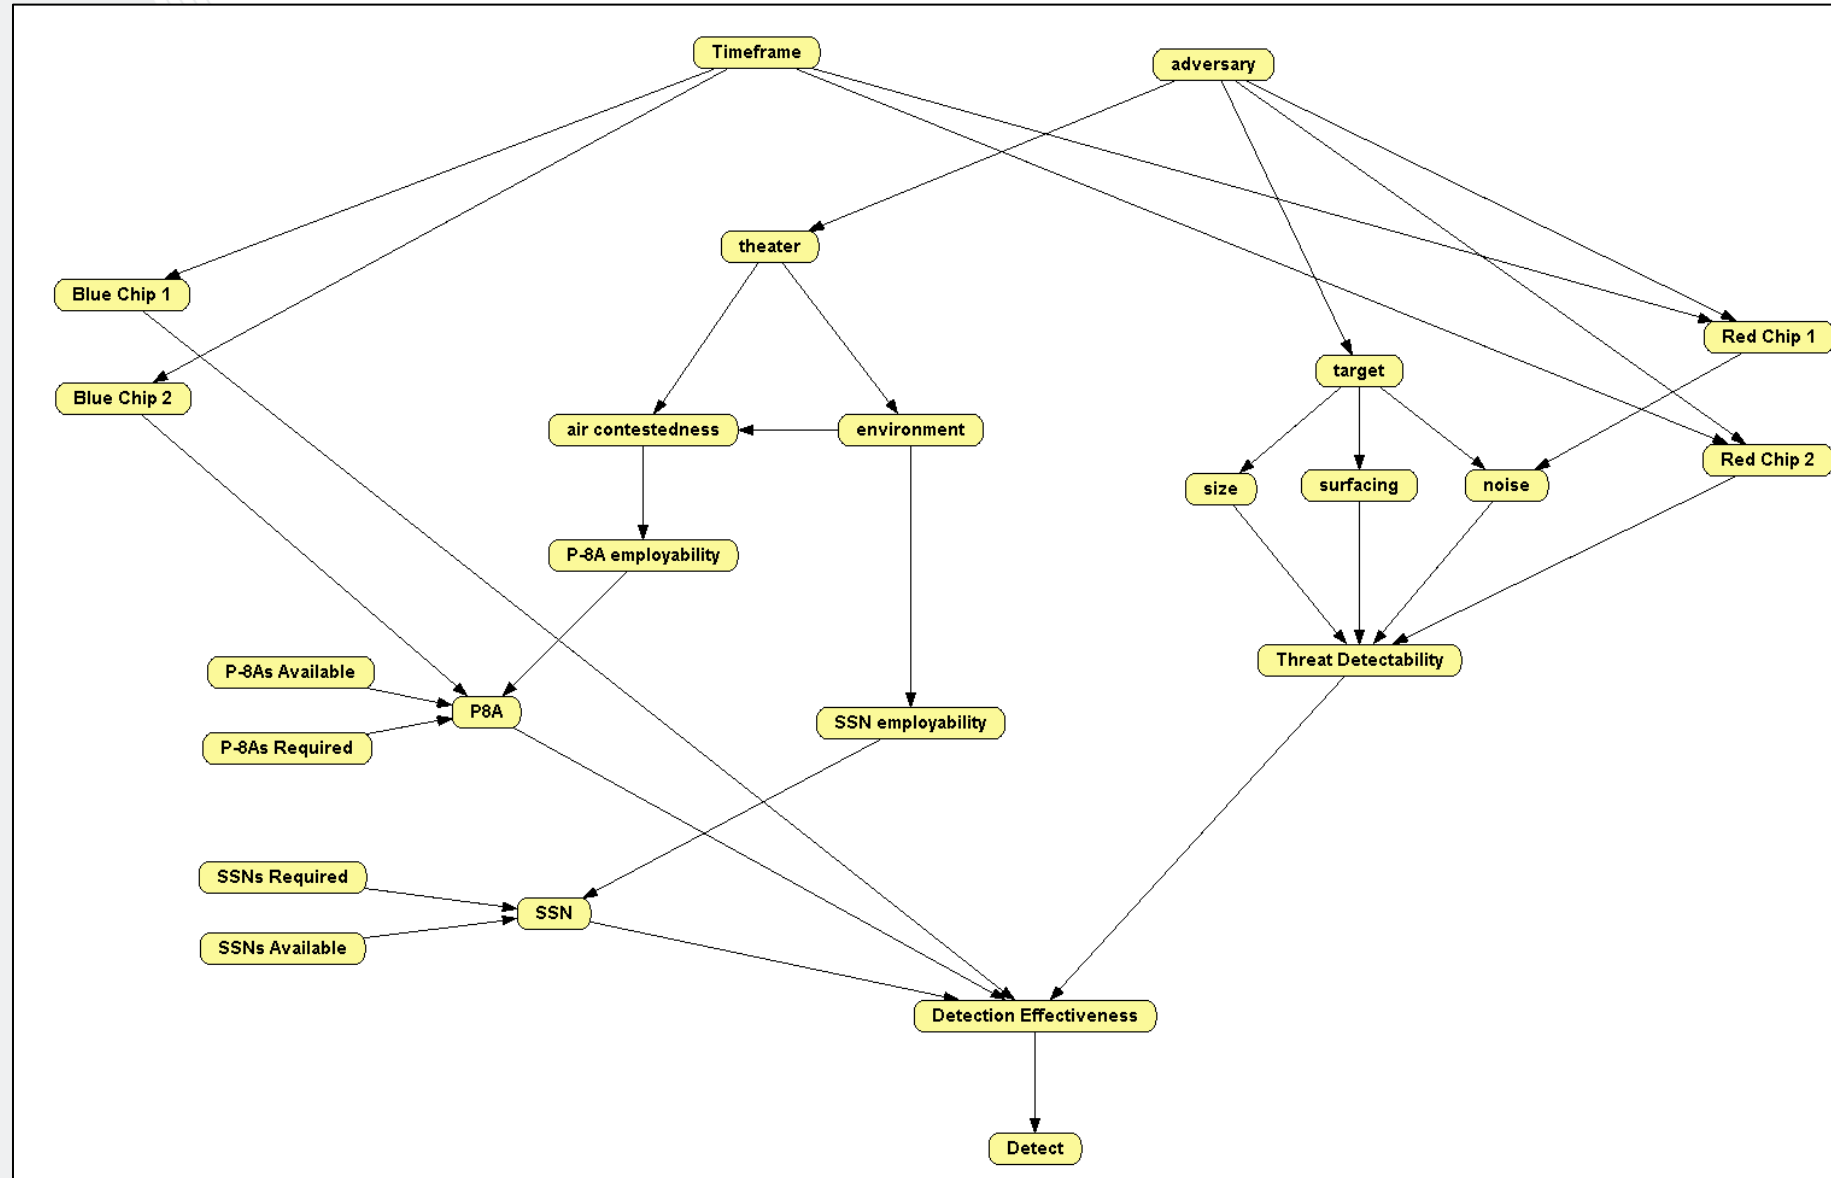 Timeframe
adversary
theater
Blue Chip 1
Red Chip 1
target
Blue Chip 2
air contestedness
environment
Red Chip 2
size
surfacing
noise
P-8A employability
Threat Detectability
P-8As Available
P8A
SSN employability
P-8As Required
SSNs Required
SSN
SSNs Available
Detection Effectiveness
Detect